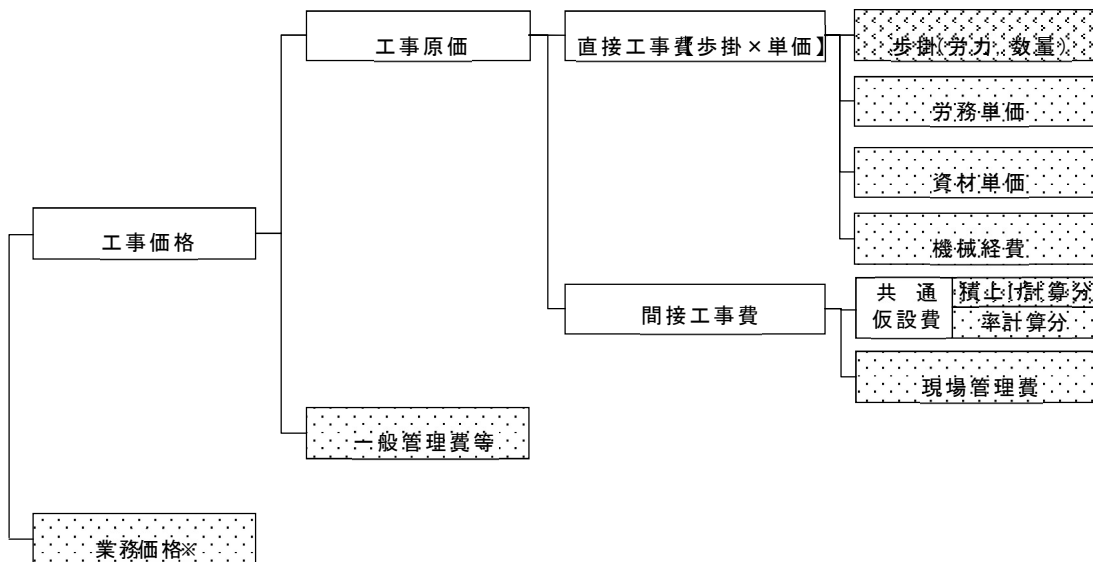 工事原価
直接工事費【歩掛×単価】
歩掛(労力、数量)
労務単価
資材単価
工事価格
機械経費
間接工事費
共通
仮設費
積上げ計算分
率計算分
現場管理費
一般管理費等
業務価格※